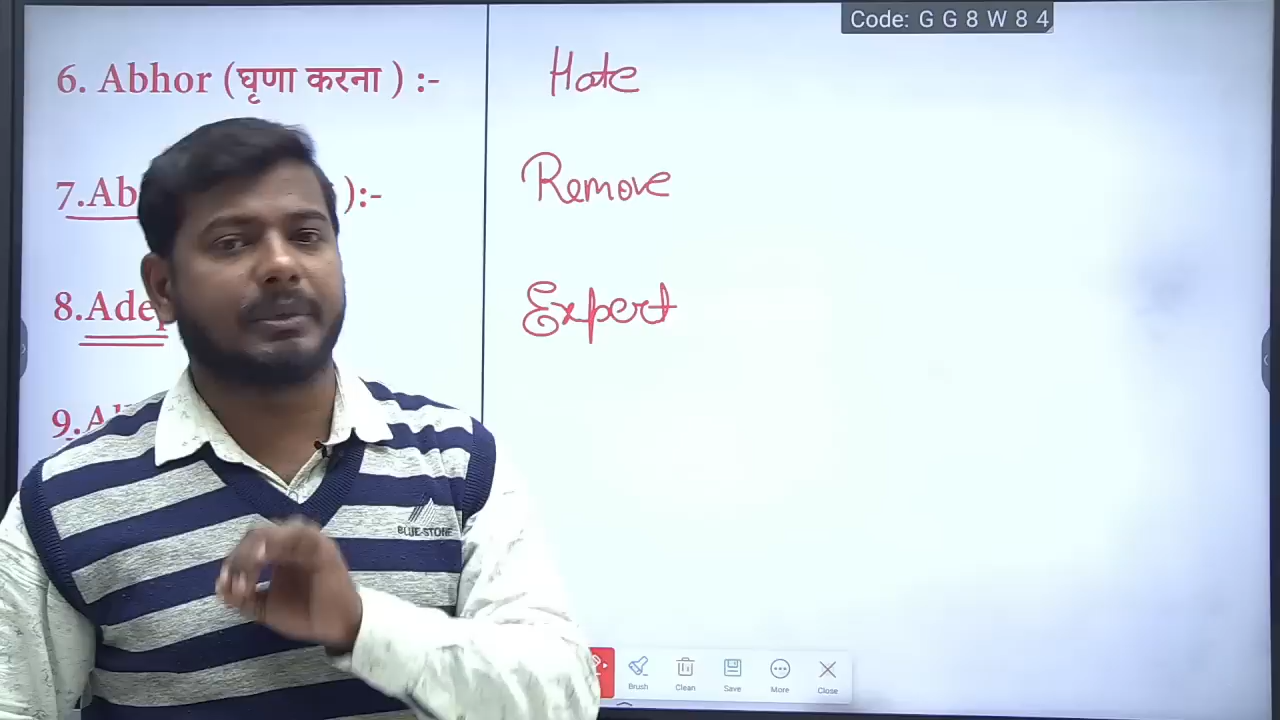 Code: G G 8 W 8 4
6. Abhor (घृणा करना ) :- Hate
7.Ab ):- Remove
8.Adep Expert
9.A
BLUE-STONE
Brush Clean Save More Close